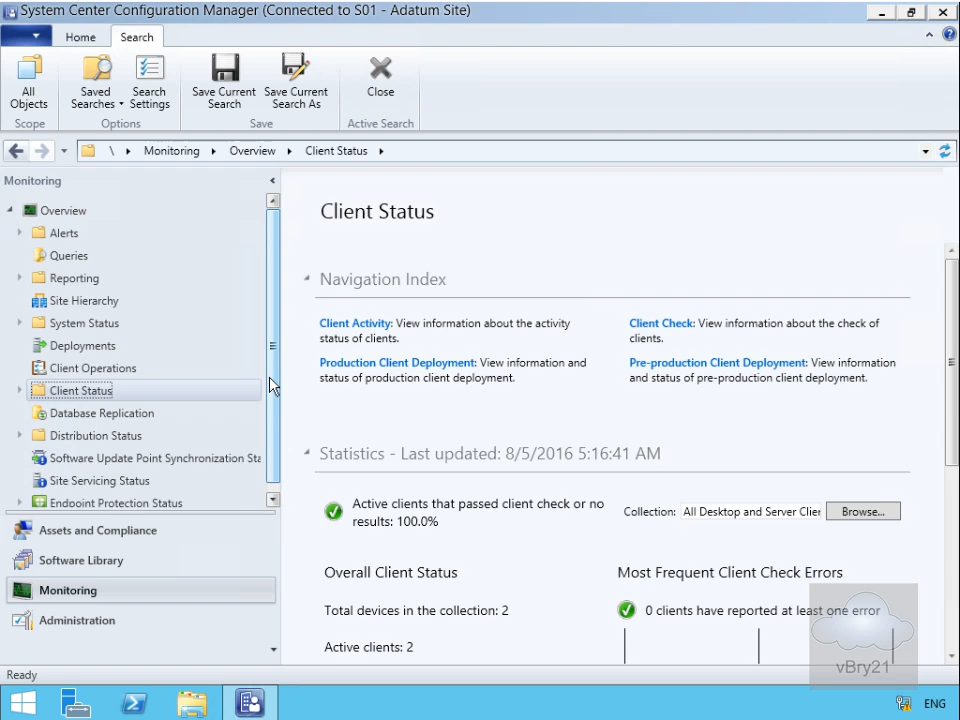 System Center Configuration Manager (Connected to S01 - Adatum Site)
Home
Search
All Objects
Saved Searches
Search Settings
Save Current Search
Save Current Search As
Close
Scope
Options
Save
Active Search
\ Monitoring Overview Client Status
Monitoring
Overview
Alerts
Queries
Reporting
Site Hierarchy
System Status
Deployments
Client Operations
Client Status
Database Replication
Distribution Status
Software Update Point Synchronization Sta
Site Servicing Status
Endpoint Protection Status
Assets and Compliance
Software Library
Monitoring
Administration
Client Status
Navigation Index
Client Activity: View information about the activity
status of clients.
Client Check: View information about the check of
clients.
Production Client Deployment: View information and
status of production client deployment.
Pre-production Client Deployment: View information
and status of pre-production client deployment.
Statistics - Last updated: 8/5/2016 5:16:41 AM
Active clients that passed client check or no
results: 100.0%
Collection: All Desktop and Server Clier Browse...
Overall Client Status
Total devices in the collection: 2
Active clients: 2
Most Frequent Client Check Errors
0 clients have reported at least one error
vBry21
Ready
ENG